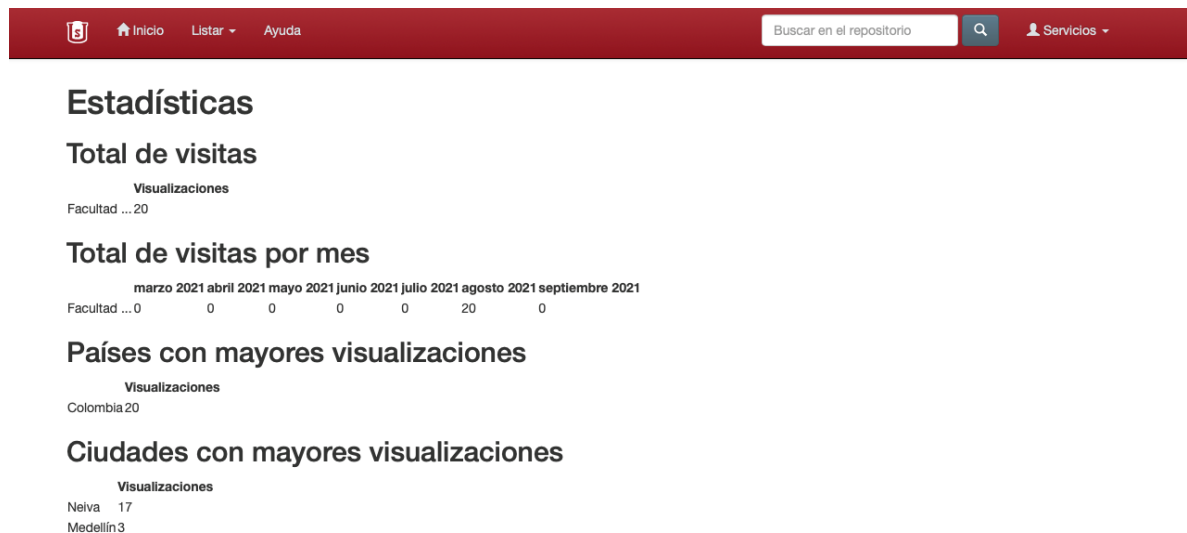 Inicio Listar Ayuda Buscar en el repositorio Servicios
Estadísticas
Total de visitas
Visualizaciones
Facultad ... 20
Total de visitas por mes
marzo 2021 abril 2021 mayo 2021 junio 2021 julio 2021 agosto 2021 septiembre 2021
Facultad ... 0 0 0 0 0 20 0
Países con mayores visualizaciones
Visualizaciones
Colombia 20
Ciudades con mayores visualizaciones
Visualizaciones
Neiva 17
Medellín 3